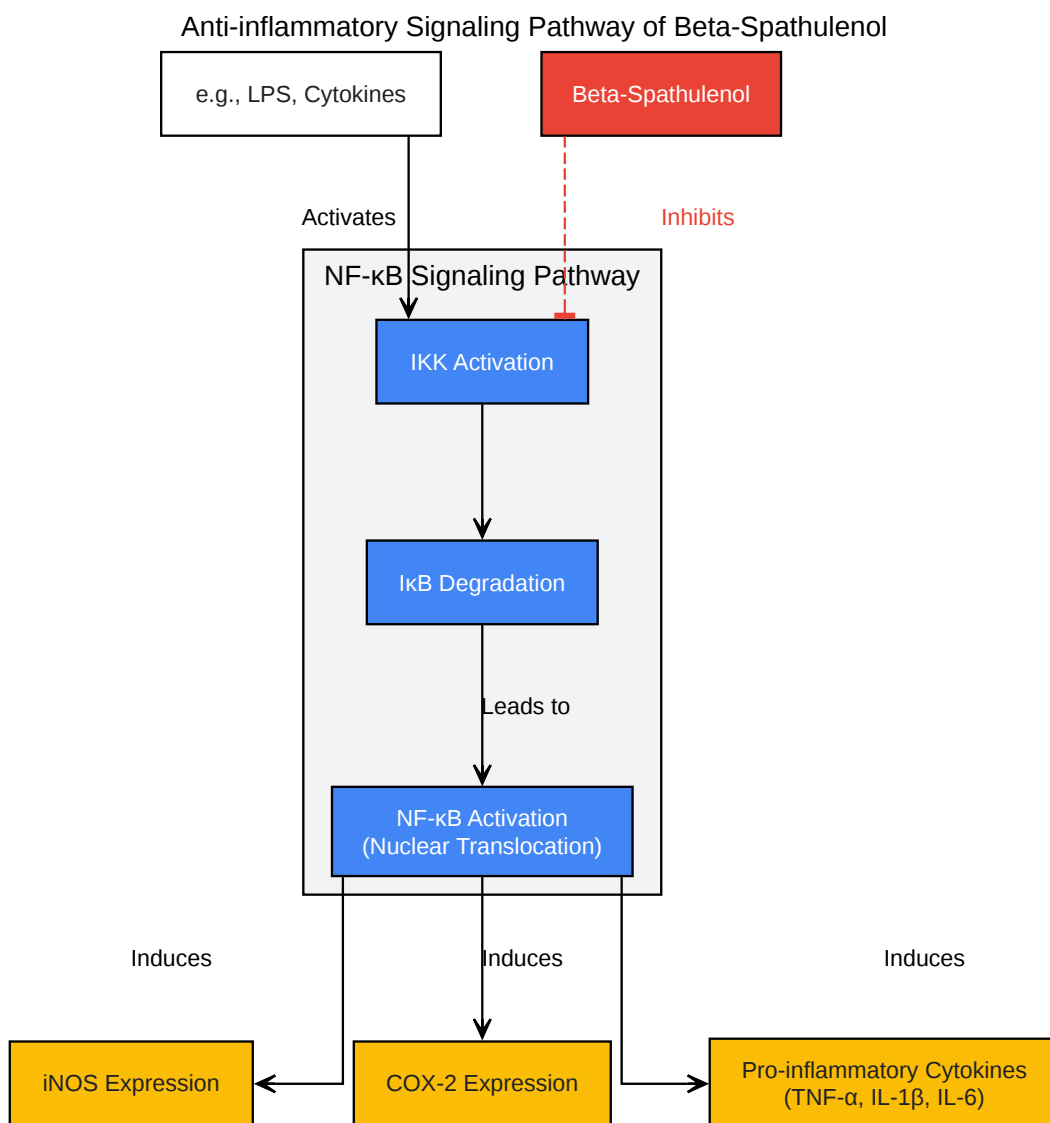 Anti-inflammatory Signaling Pathway of Beta-Spathulenol
e.g., LPS, Cytokines
Beta-Spathulenol
Activates
Inhibits
NF-κB Signaling Pathway
IKK Activation
IκB Degradation
Leads to
NF-κB Activation
(Nuclear Translocation)
Induces
Induces
Induces
iNOS Expression
COX-2 Expression
Pro-inflammatory Cytokines
(TNF-α, IL-1β, IL-6)